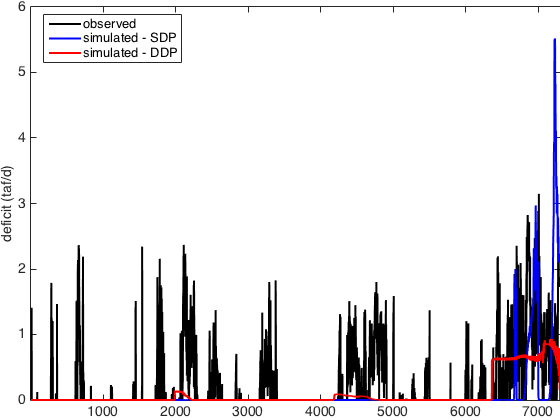 6
observed
simulated - SDP
simulated - DDP
5
4
deficit (taf/d)
3
2
1
0
1000 2000 3000 4000 5000 6000